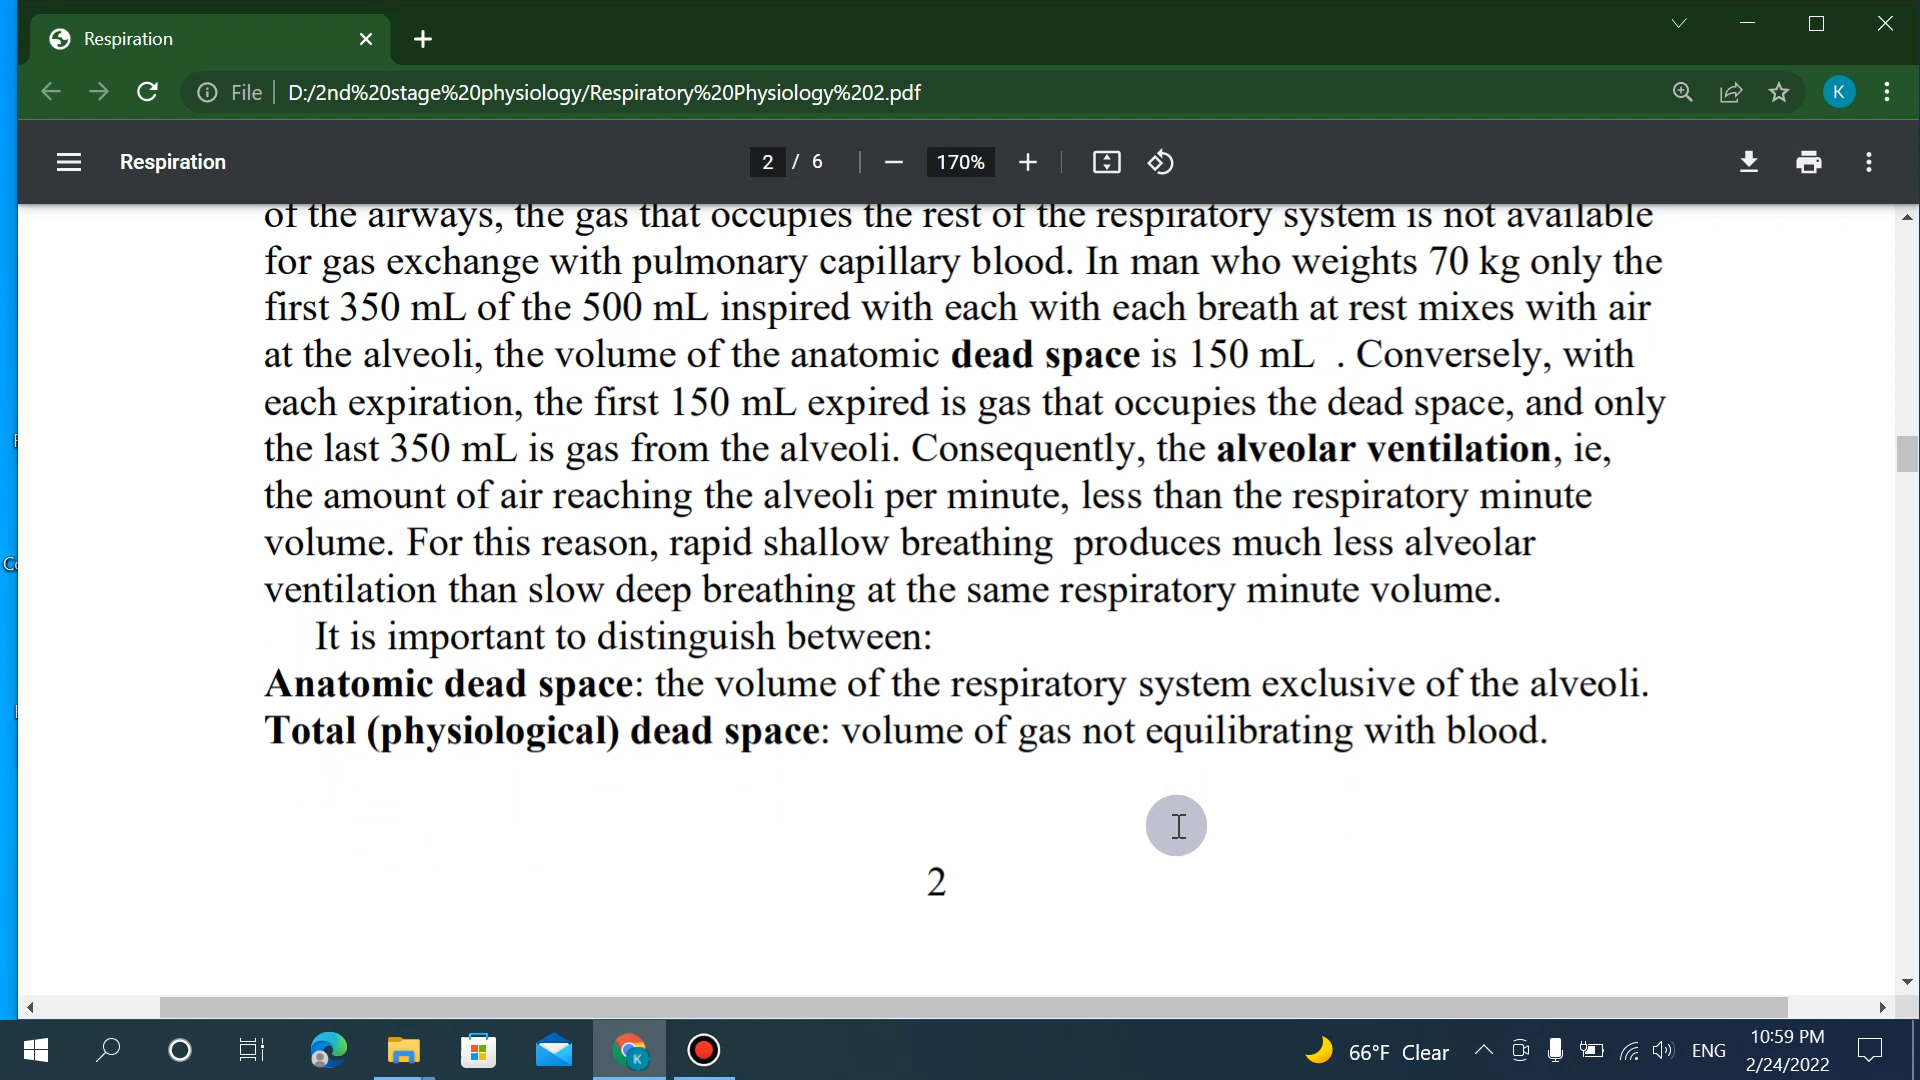 Respiration
File
D:/2nd%20stage%20physiology/Respiratory%20Physiology%202.pdf
K
Respiration
2 / 6
170%
of the airways, the gas that occupies the rest of the respiratory system is not available
for gas exchange with pulmonary capillary blood. In man who weights 70 kg only the
first 350 mL of the 500 mL inspired with each with each breath at rest mixes with air
at the alveoli, the volume of the anatomic dead space is 150 mL . Conversely, with
each expiration, the first 150 mL expired is gas that occupies the dead space, and only
the last 350 mL is gas from the alveoli. Consequently, the alveolar ventilation, ie,
the amount of air reaching the alveoli per minute, less than the respiratory minute
volume. For this reason, rapid shallow breathing produces much less alveolar
ventilation than slow deep breathing at the same respiratory minute volume.
It is important to distinguish between:
Anatomic dead space: the volume of the respiratory system exclusive of the alveoli.
Total (physiological) dead space: volume of gas not equilibrating with blood.
2
K
66°F Clear
ENG
10:59 PM
2/24/2022